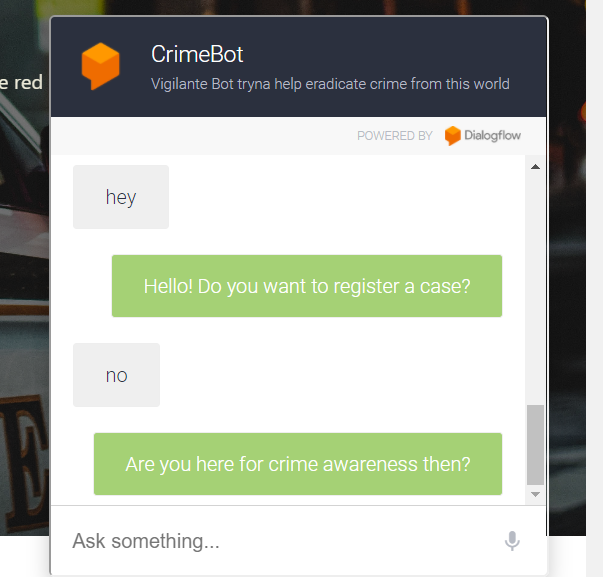 CrimeBot
Vigilante Bot tryna help eradicate crime from this world
e red
POWERED BY Dialogflow
hey
Hello! Do you want to register a case?
no
Are you here for crime awareness then?
E
Ask something...